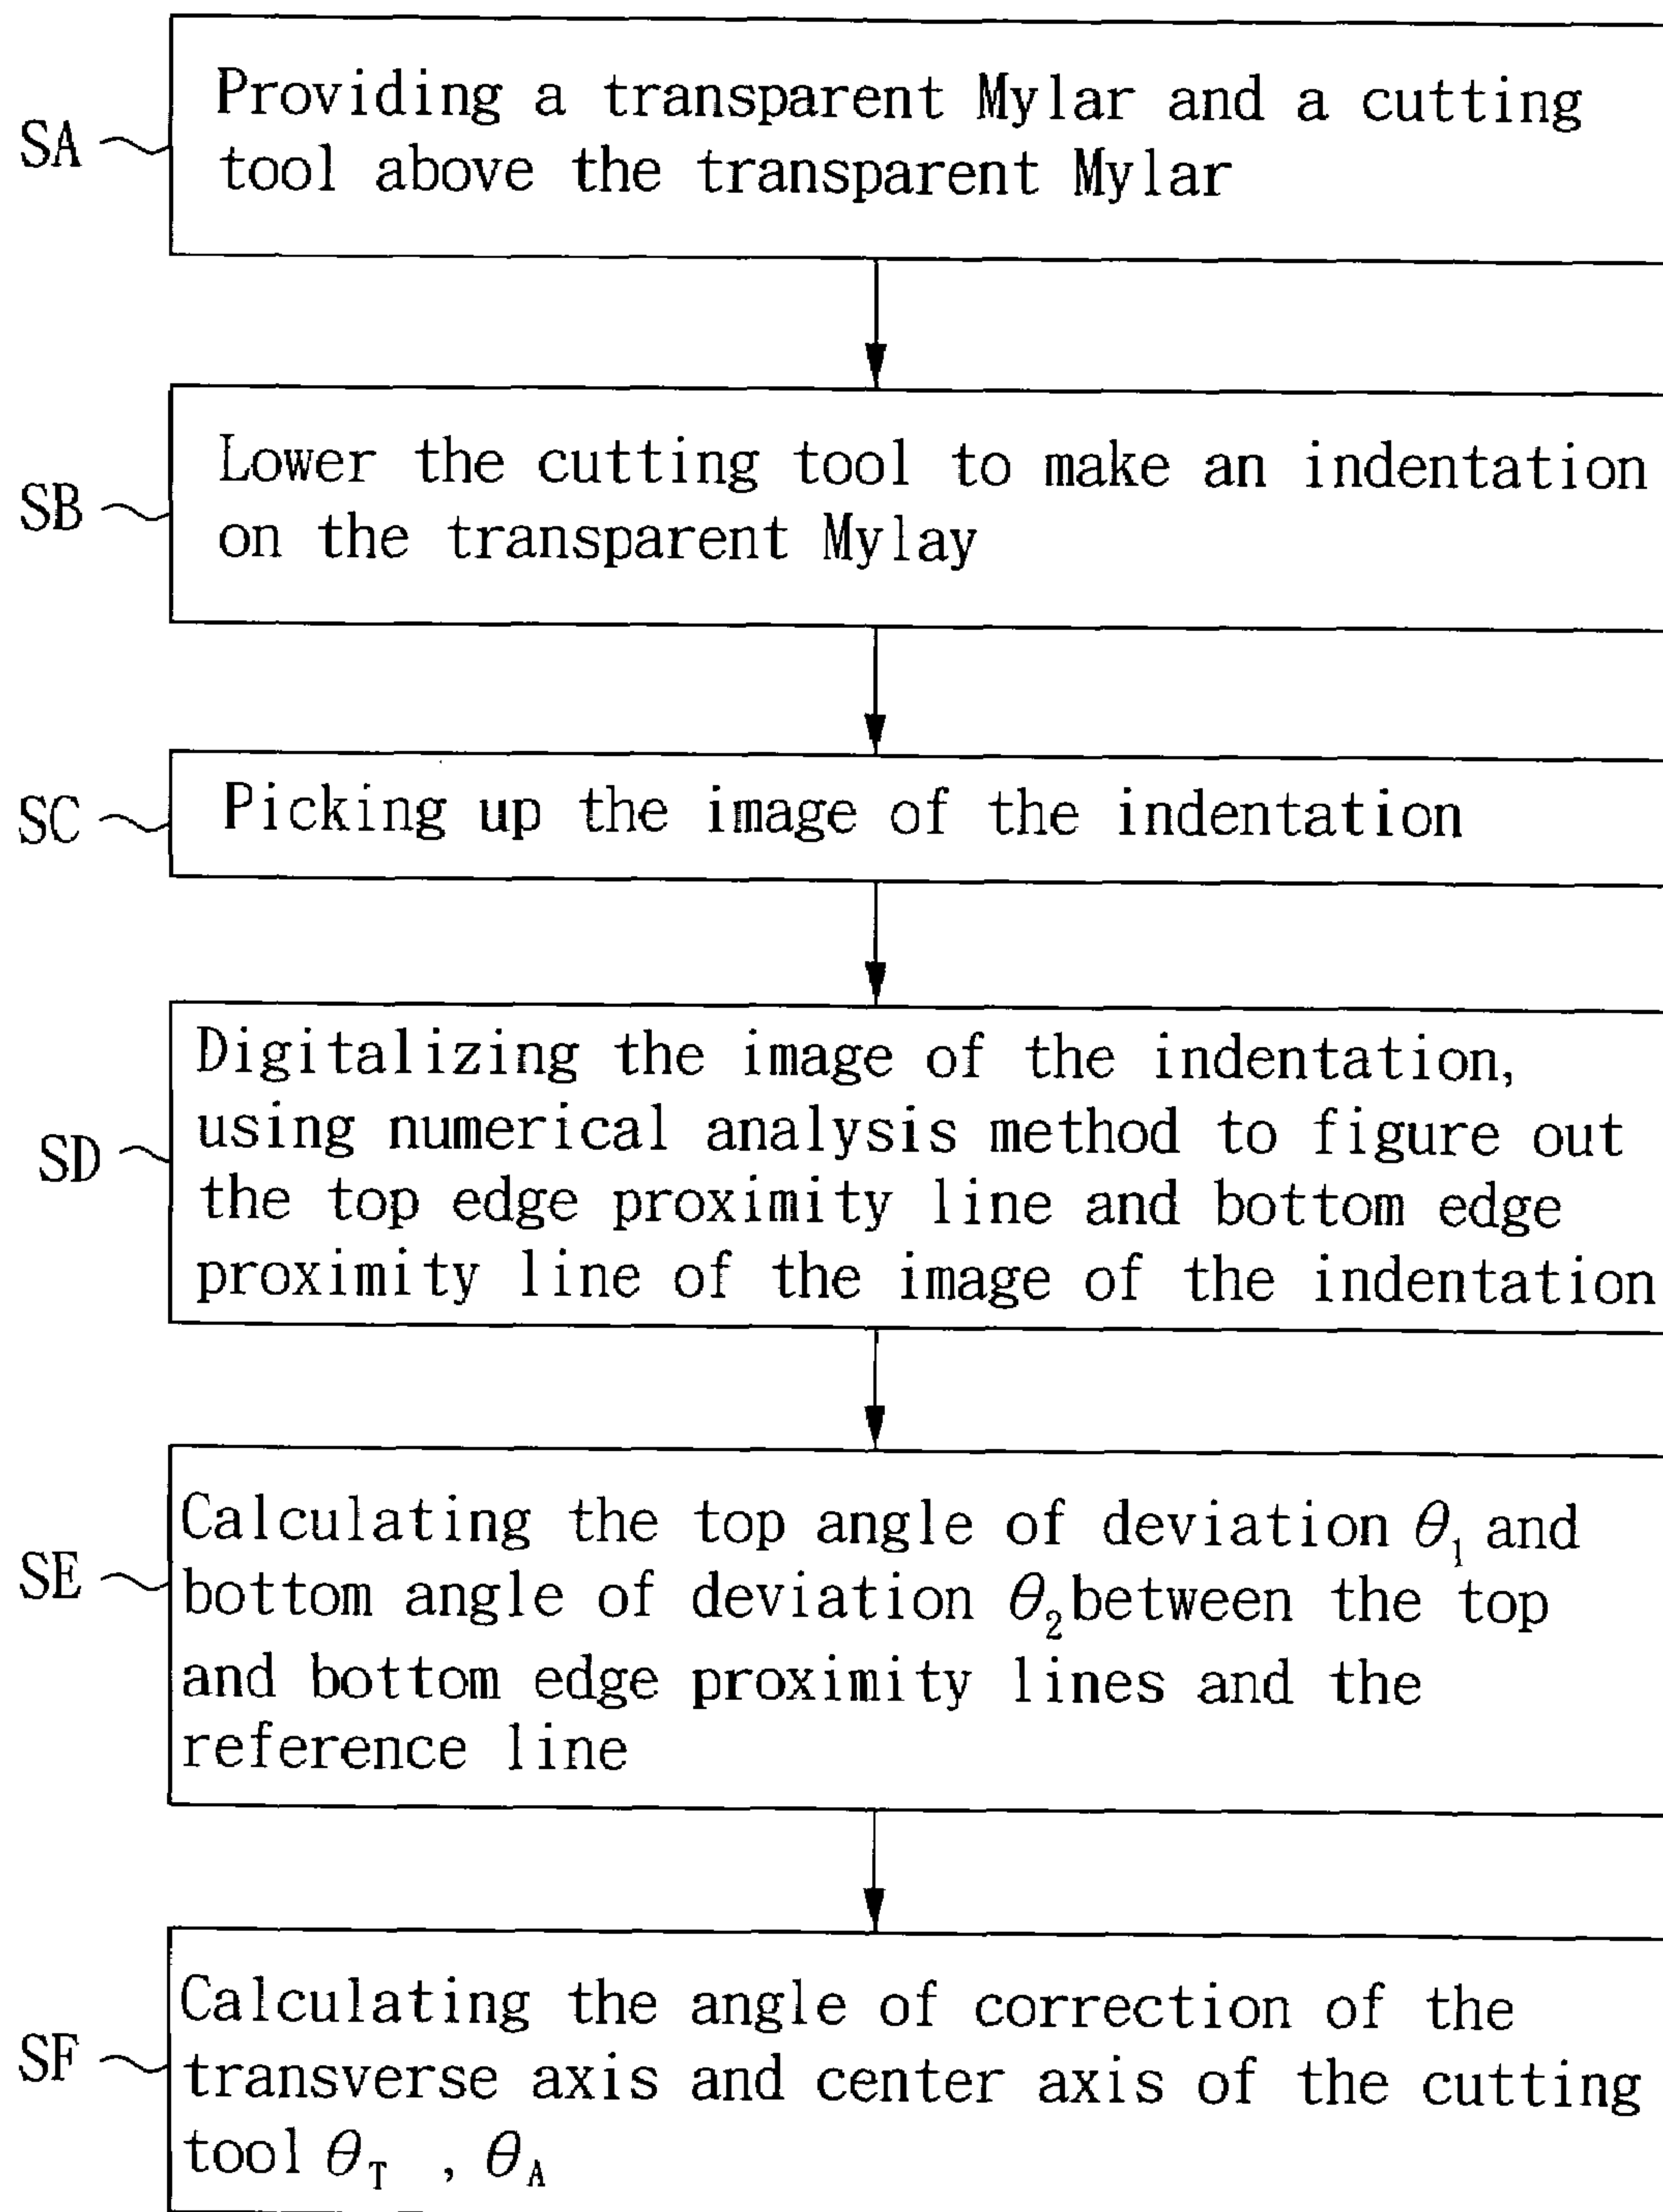 SA
Providing a transparent Mylar and a cutting
tool above the transparent Mylar
SB
Lower the cutting tool to make an indentation
on the transparent Mylay
SC
Picking up the image of the indentation
SD
Digitalizing the image of the indentation,
using numerical analysis method to figure out
the top edge proximity line and bottom edge
proximity line of the image of the indentation
SE
Calculating the top angle of deviation θ₁ and
bottom angle of deviation θ₂ between the top
and bottom edge proximity lines and the
reference line
SF
Calculating the angle of correction of the
transverse axis and center axis of the cutting
tool θ_T , θ_A